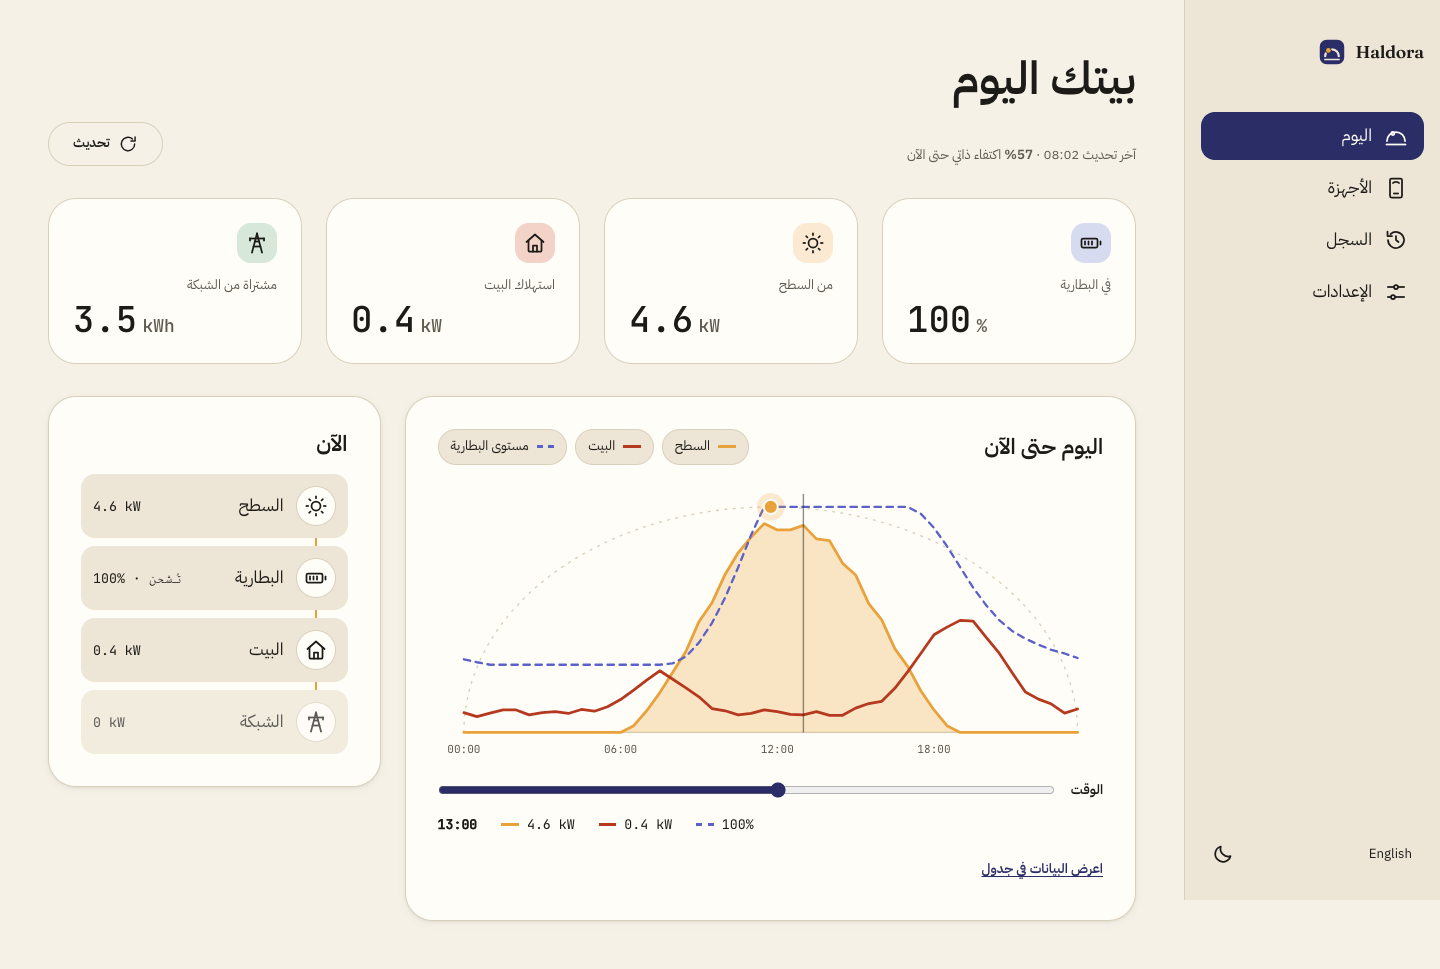 Haldora
اليوم
الأجهزة
السجل
الإعدادات
English
بيتك اليوم
آخر تحديث 08:02 · 57% اكتفاء ذاتي حتى الآن
تحديث
في البطارية
100 %
من السطح
4.6 kW
استهلاك البيت
0.4 kW
مشتراة من الشبكة
3.5 kWh
اليوم حتى الآن
السطح
البيت
مستوى البطارية
00:00 06:00 12:00 18:00
الوقت
13:00 4.6 kW 0.4 kW 100%
اعرض البيانات في جدول
الآن
السطح 4.6 kW
البطارية تُشحن · 100%
البيت 0.4 kW
الشبكة 0 kW